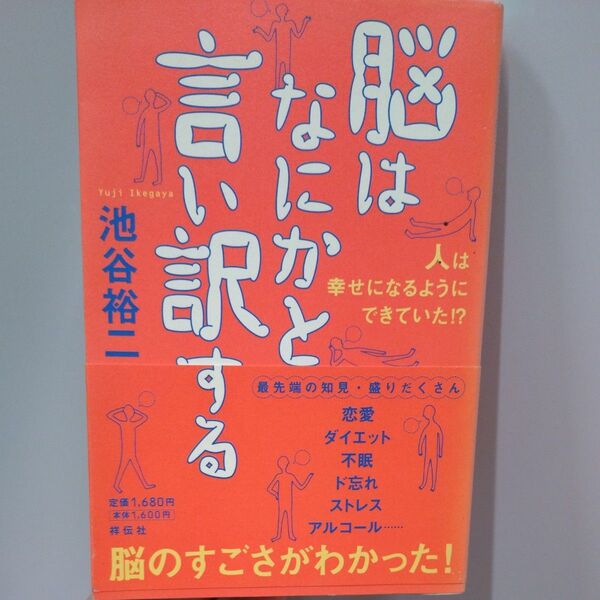 脳は
なにかと
言い訳する
Yuji Ikegaya
池谷裕二
人は
幸せになるように
できていた!?
最先端の知見・盛りだくさん
恋愛
ダイエット
不眠
ド忘れ
ストレス
アルコール……
定価1,680円
本体1,600円
祥伝社
脳のすごさがわかった!